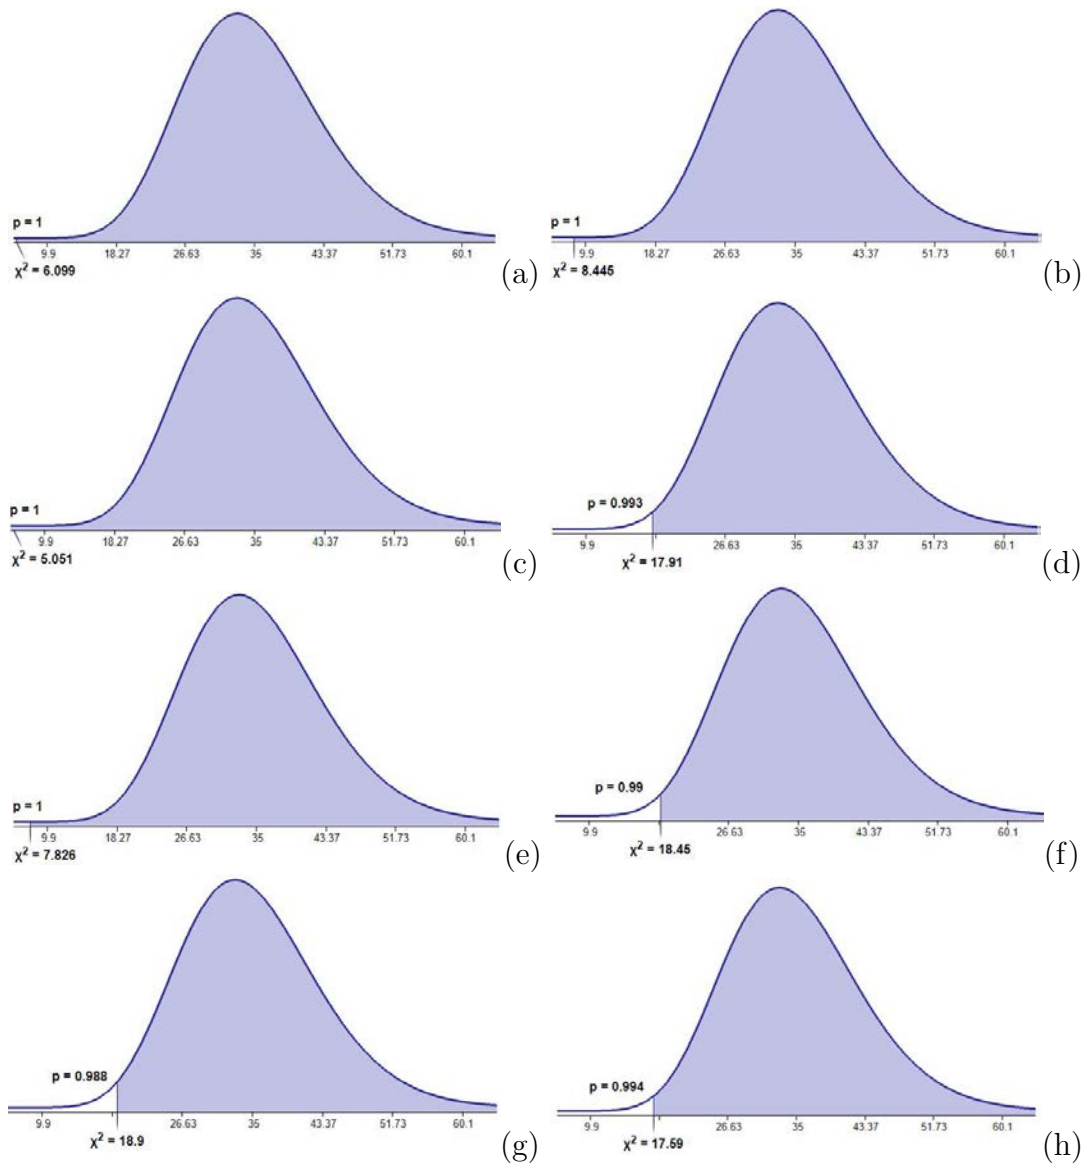 p = 1
9.9 18.27 26.63 35 43.37 51.73 60.1
χ² = 6.099
(a)
p = 1
9.9 18.27 26.63 35 43.37 51.73 60.1
χ² = 8.445
(b)
p = 1
9.9 18.27 26.63 35 43.37 51.73 60.1
χ² = 5.051
(c)
p = 0.993
9.9 26.63 35 43.37 51.73 60.1
χ² = 17.91
(d)
p = 1
9.9 18.27 26.63 35 43.37 51.73 60.1
χ² = 7.826
(e)
p = 0.99
9.9 26.63 35 43.37 51.73 60.1
χ² = 18.45
(f)
p = 0.988
9.9 26.63 35 43.37 51.73 60.1
χ² = 18.9
(g)
p = 0.994
9.9 26.63 35 43.37 51.73 60.1
χ² = 17.59
(h)